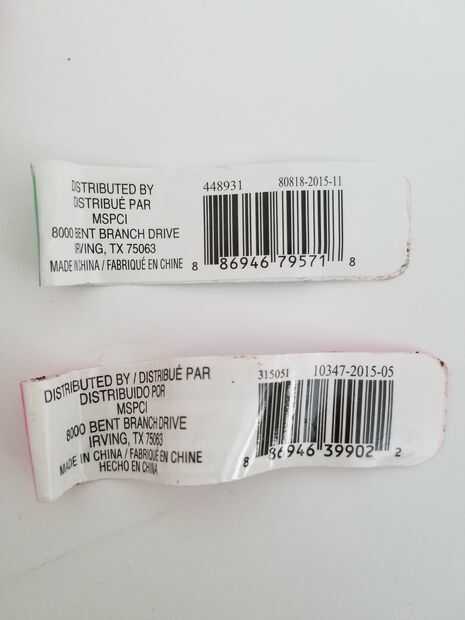 DISTRIBUTED BY
DISTRIBUÉ PAR
MSPCI
8000 BENT BRANCH DRIVE
IRVING, TX 75063
MADE IN CHINA / FABRIQUÉ EN CHINE
448931 80818-2015-11
8 86946 79571 8
DISTRIBUTED BY / DISTRIBUÉ PAR
DISTRIBUIDO POR
MSPCI
8000 BENT BRANCH DRIVE
IRVING, TX 75063
MADE IN CHINA / FABRIQUÉ EN CHINE
HECHO EN CHINA
315051 10347-2015-05
8 86946 39902 2